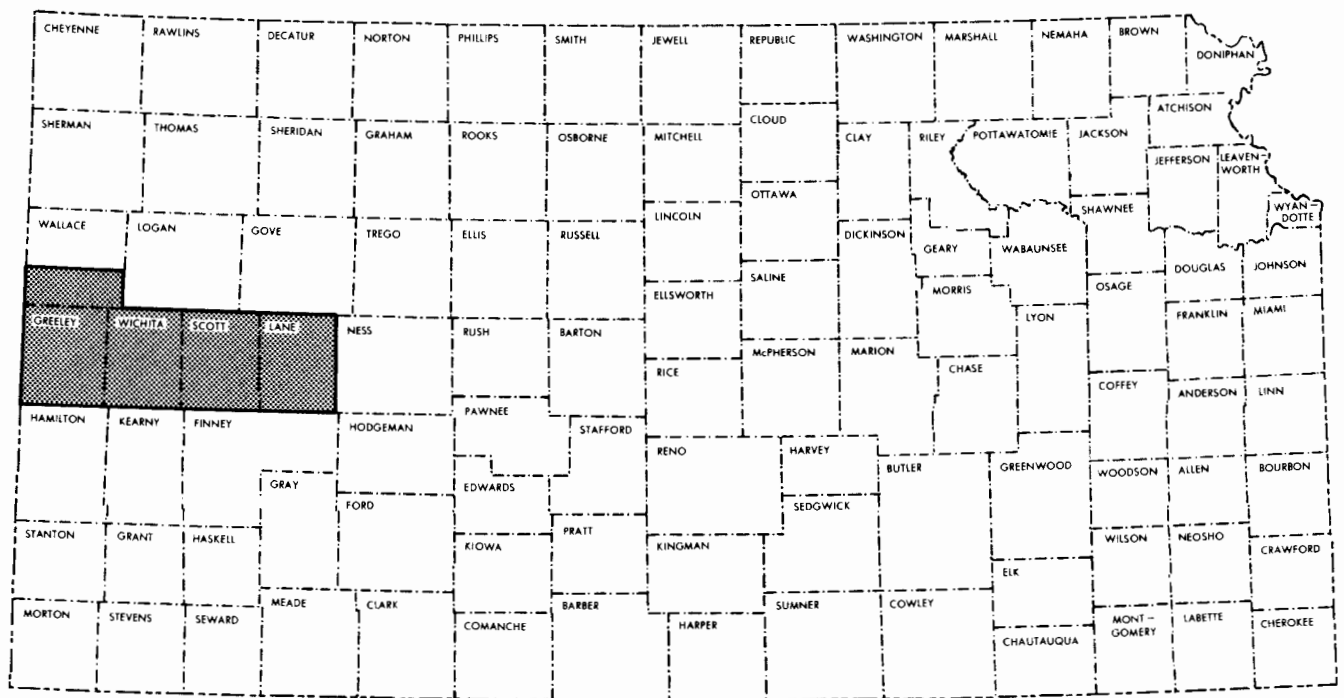 CHEYENNE
RAWLINS
DECATUR
NORTON
PHILLIPS
SMITH
JEWELL
REPUBLIC
WASHINGTON
MARSHALL
NEMAHA
BROWN
DONIPHAN
SHERMAN
THOMAS
SHERIDAN
GRAHAM
ROOKS
OSBORNE
MITCHELL
CLOUD
CLAY
RILEY
POTTAWATOMIE
JACKSON
ATCHISON
JEFFERSON
LEAVEN-
WORTH
WYAN-
DOTTE
WALLACE
LOGAN
GOVE
TREGO
ELLIS
RUSSELL
LINCOLN
OTTAWA
DICKINSON
GEARY
WABAUNSEE
SHAWNEE
DOUGLAS
JOHNSON
GREELEY
WICHITA
SCOTT
LANE
NESS
RUSH
BARTON
ELLSWORTH
SALINE
MORRIS
LYON
OSAGE
FRANKLIN
MIAMI
RICE
McPHERSON
MARION
CHASE
COFFEY
ANDERSON
LINN
HAMILTON
KEARNY
FINNEY
HODGEMAN
PAWNEE
STAFFORD
RENO
HARVEY
BUTLER
GREENWOOD
WOODSON
ALLEN
BOURBON
GRAY
FORD
EDWARDS
SEDGWICK
STANTON
GRANT
HASKELL
KIOWA
PRATT
KINGMAN
ELK
WILSON
NEOSHO
CRAWFORD
MORTON
STEVENS
SEWARD
MEADE
CLARK
COMANCHE
BARBER
HARPER
SUMNER
COWLEY
CHAUTAUQUA
MONT-
GOMERY
LABETTE
CHEROKEE